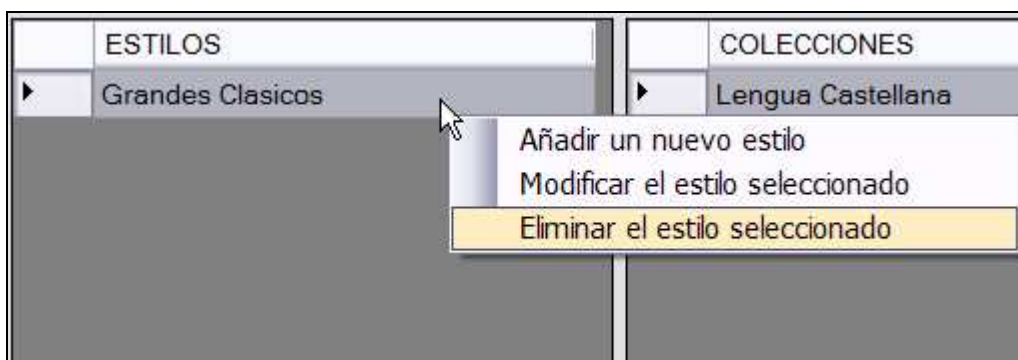 ESTILOS
COLECCIONES
Grandes Clasicos
Lengua Castellana
Añadir un nuevo estilo
Modificar el estilo seleccionado
Eliminar el estilo seleccionado